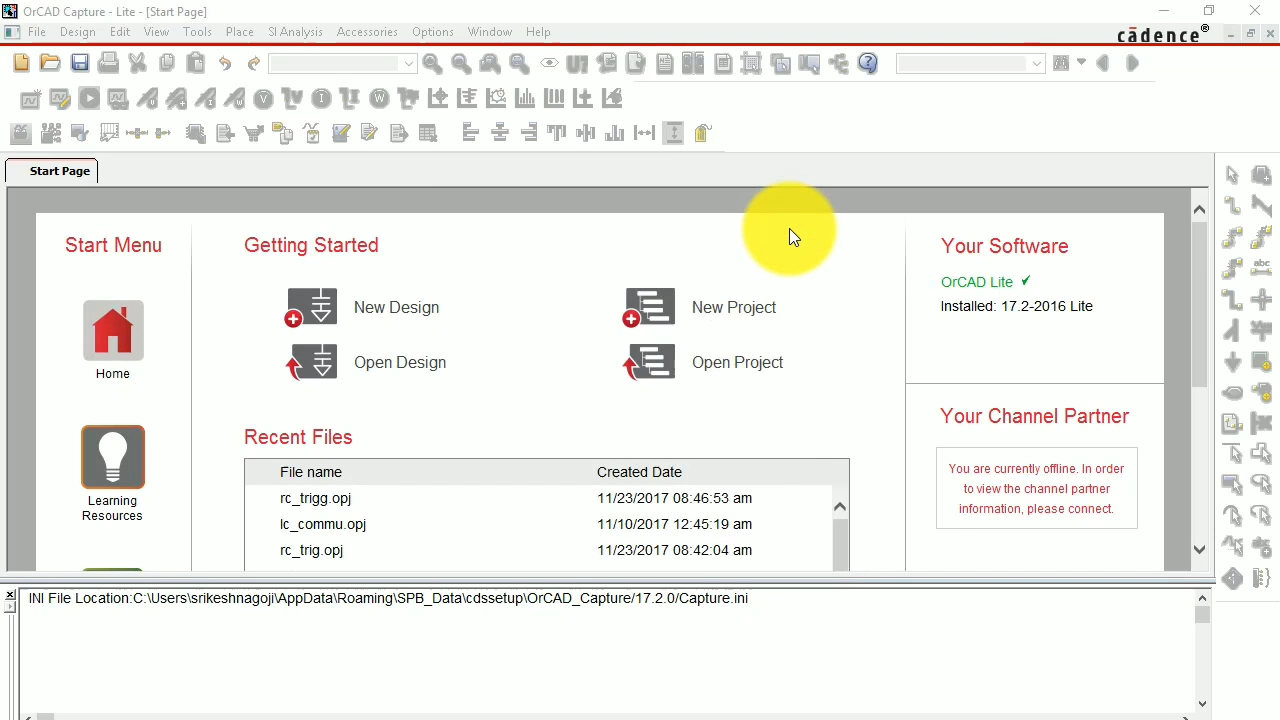 OrCAD Capture - Lite - [Start Page]
File Design Edit View Tools Place SI Analysis Accessories Options Window Help
cādence®
U?
V I W
Start Page
abc
Start Menu
Getting Started
Your Software
OrCAD Lite ✓
New Design
New Project
Installed: 17.2-2016 Lite
Open Design
Open Project
Home
Your Channel Partner
Recent Files
File name Created Date
You are currently offline. In order
to view the channel partner
information, please connect.
rc_trigg.opj 11/23/2017 08:46:53 am
lc_commu.opj 11/10/2017 12:45:19 am
rc_trig.opj 11/23/2017 08:42:04 am
Learning
Resources
abc
INI File Location:C:\Users\srikeshnagoji\AppData\Roaming\SPB_Data\cdssetup\OrCAD_Capture/17.2.0/Capture.ini